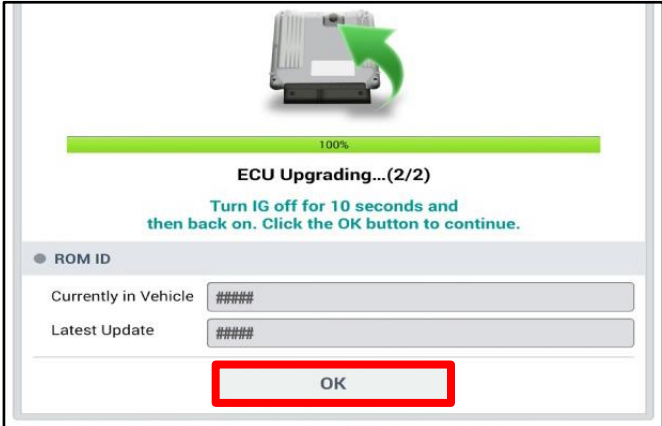 100%
ECU Upgrading...(2/2)
Turn IG off for 10 seconds and
then back on. Click the OK button to continue.
ROM ID
Currently in Vehicle #####
Latest Update #####
OK